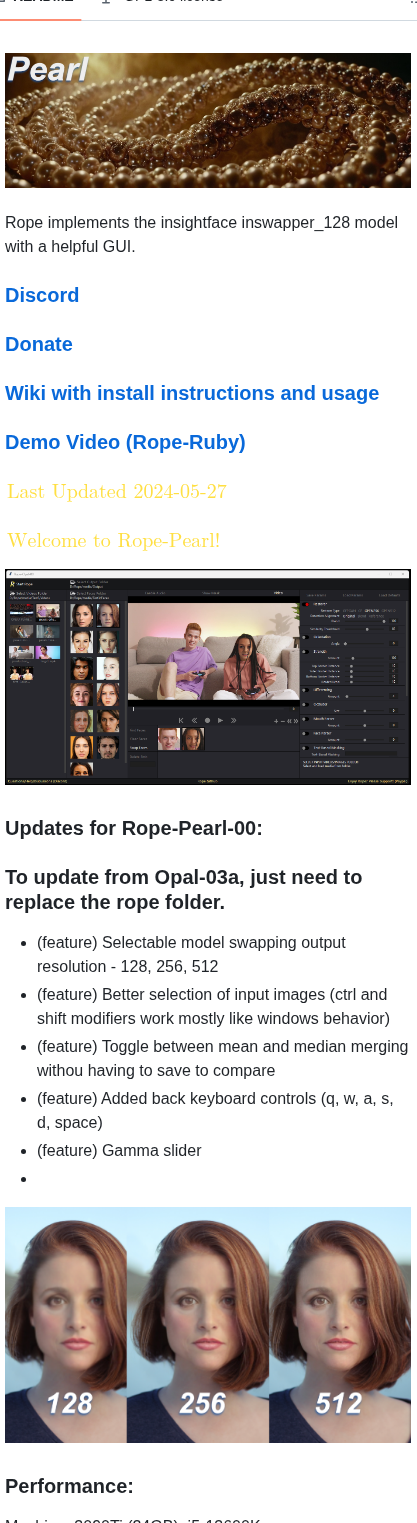 Pearl
Rope implements the insightface inswapper_128 model
with a helpful GUI.
Discord
Donate
Wiki with install instructions and usage
Demo Video (Rope-Ruby)
Last Updated 2024-05-27
Welcome to Rope-Pearl!
Updates for Rope-Pearl-00:
To update from Opal-03a, just need to
replace the rope folder.
(feature) Selectable model swapping output
resolution - 128, 256, 512
(feature) Better selection of input images (ctrl and
shift modifiers work mostly like windows behavior)
(feature) Toggle between mean and median merging
withou having to save to compare
(feature) Added back keyboard controls (q, w, a, s,
d, space)
(feature) Gamma slider
128 256 512
Performance: